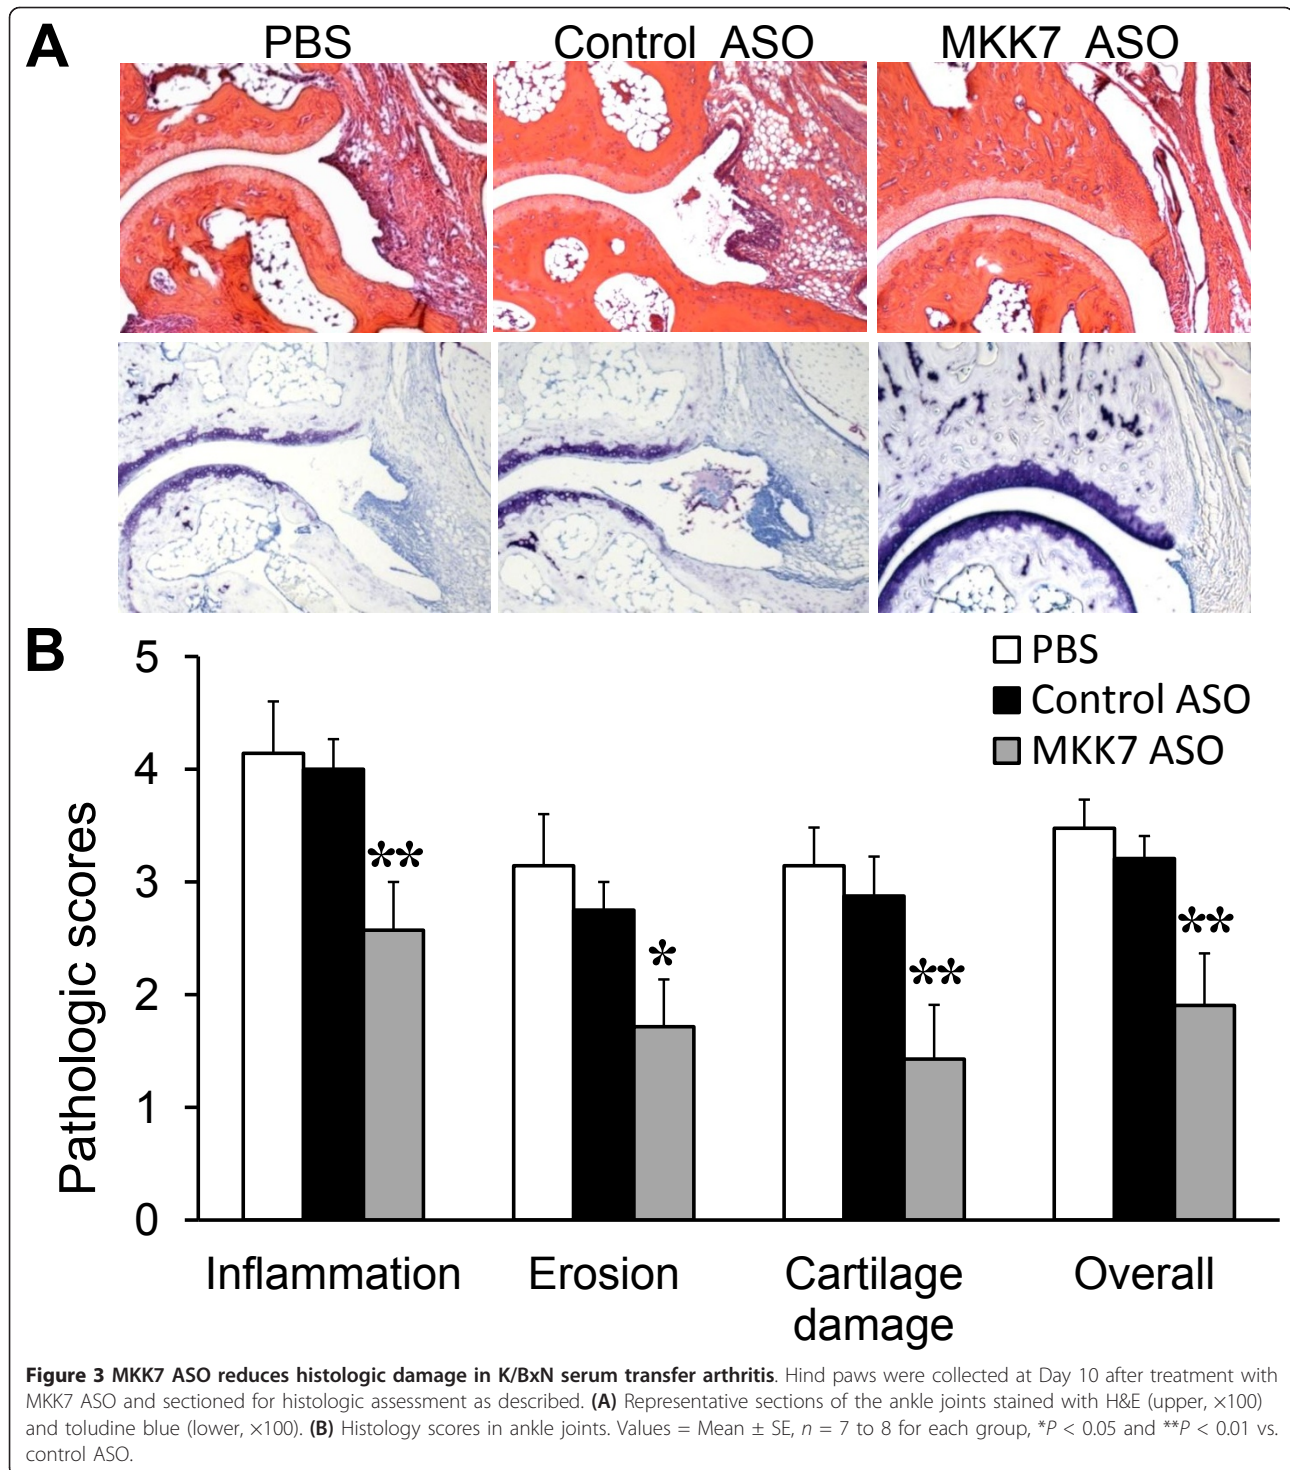 A
PBS
Control ASO
MKK7 ASO
B
PBS
Control ASO
MKK7 ASO
Pathologic scores
5
4
3
2
1
0
**
*
**
**
Inflammation
Erosion
Cartilage
damage
Overall
Figure 3 MKK7 ASO reduces histologic damage in K/BxN serum transfer arthritis. Hind paws were collected at Day 10 after treatment with
MKK7 ASO and sectioned for histologic assessment as described. (A) Representative sections of the ankle joints stained with H&E (upper, ×100)
and toludine blue (lower, ×100). (B) Histology scores in ankle joints. Values = Mean ± SE, n = 7 to 8 for each group, *P < 0.05 and **P < 0.01 vs.
control ASO.